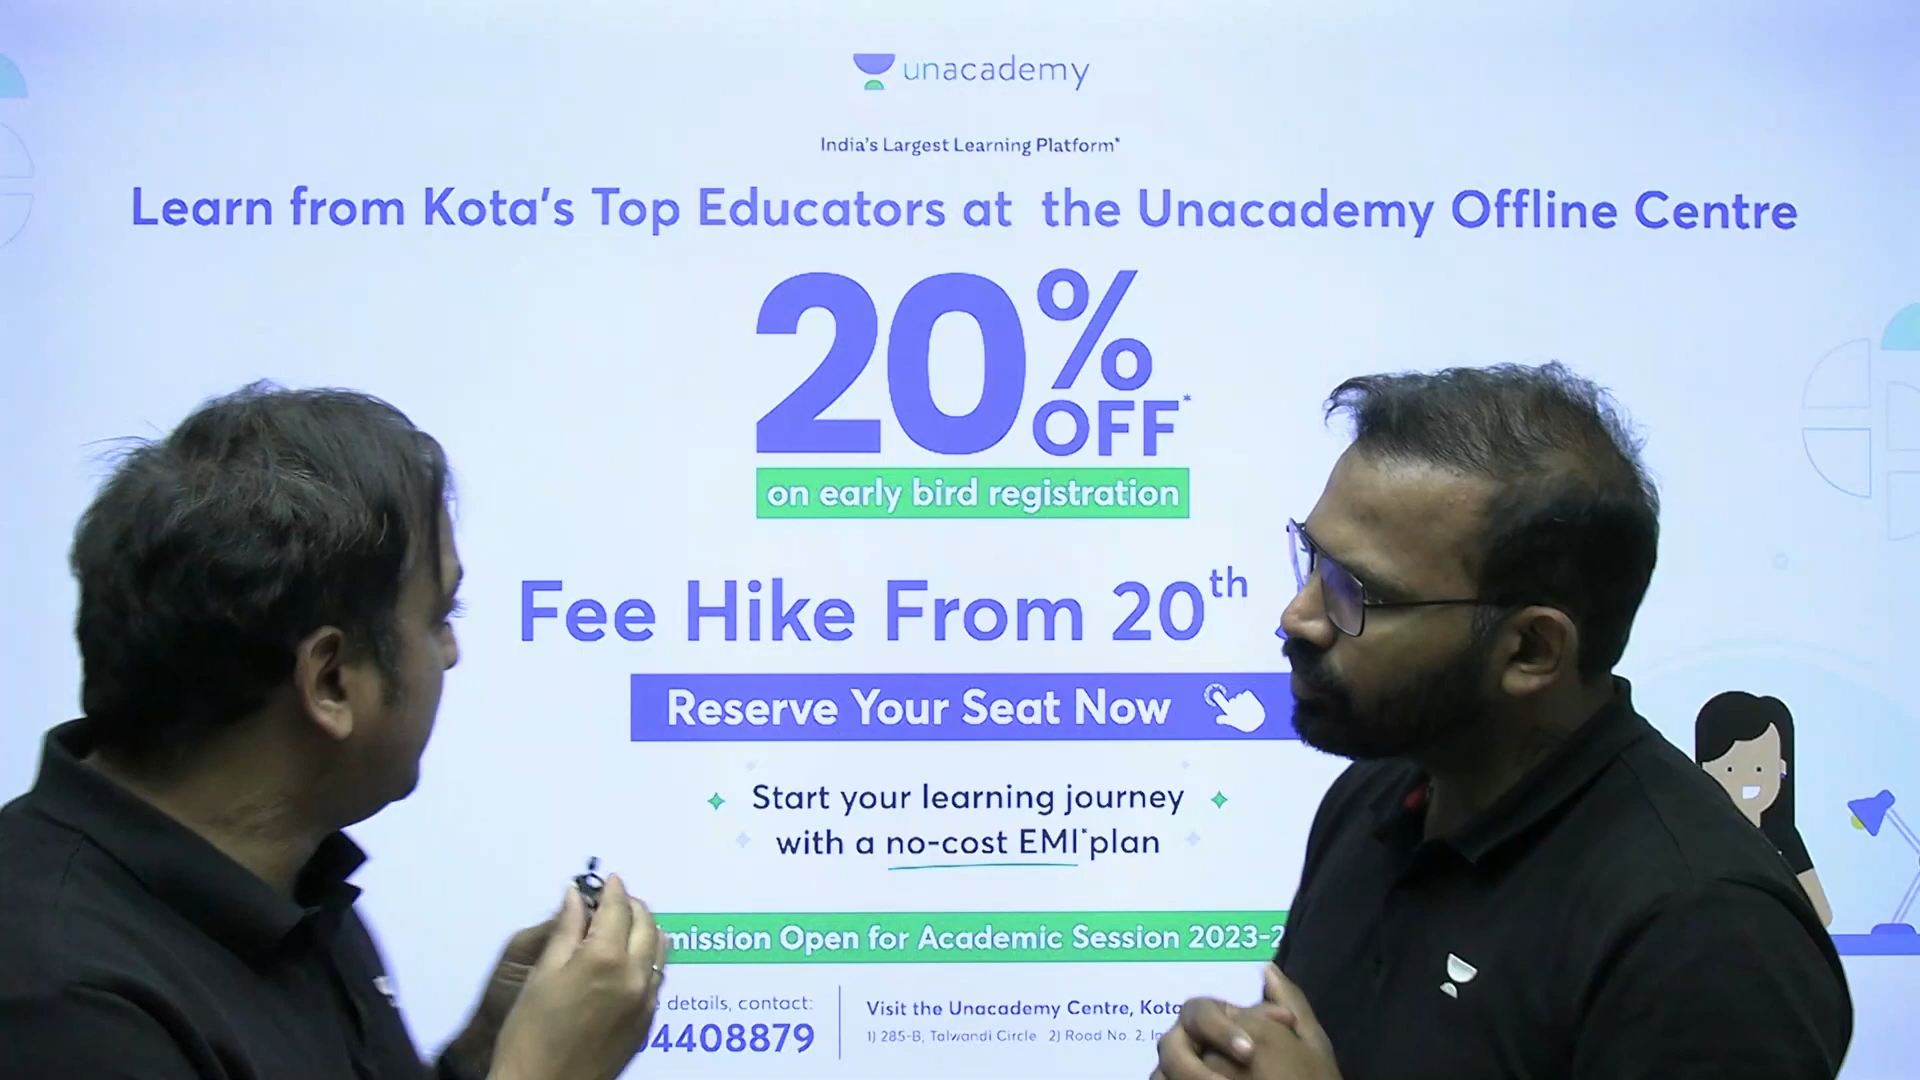 unacademy
India's Largest Learning Platform*
Learn from Kota's Top Educators at the Unacademy Offline Centre
20% OFF*
on early bird registration
Fee Hike From 20th
Reserve Your Seat Now
Start your learning journey
with a no-cost EMI* plan
mission Open for Academic Session 2023-2
details, contact:
4408879
Visit the Unacademy Centre, Kota
1) 285-B, Talwandi Circle 2) Road No. 2,